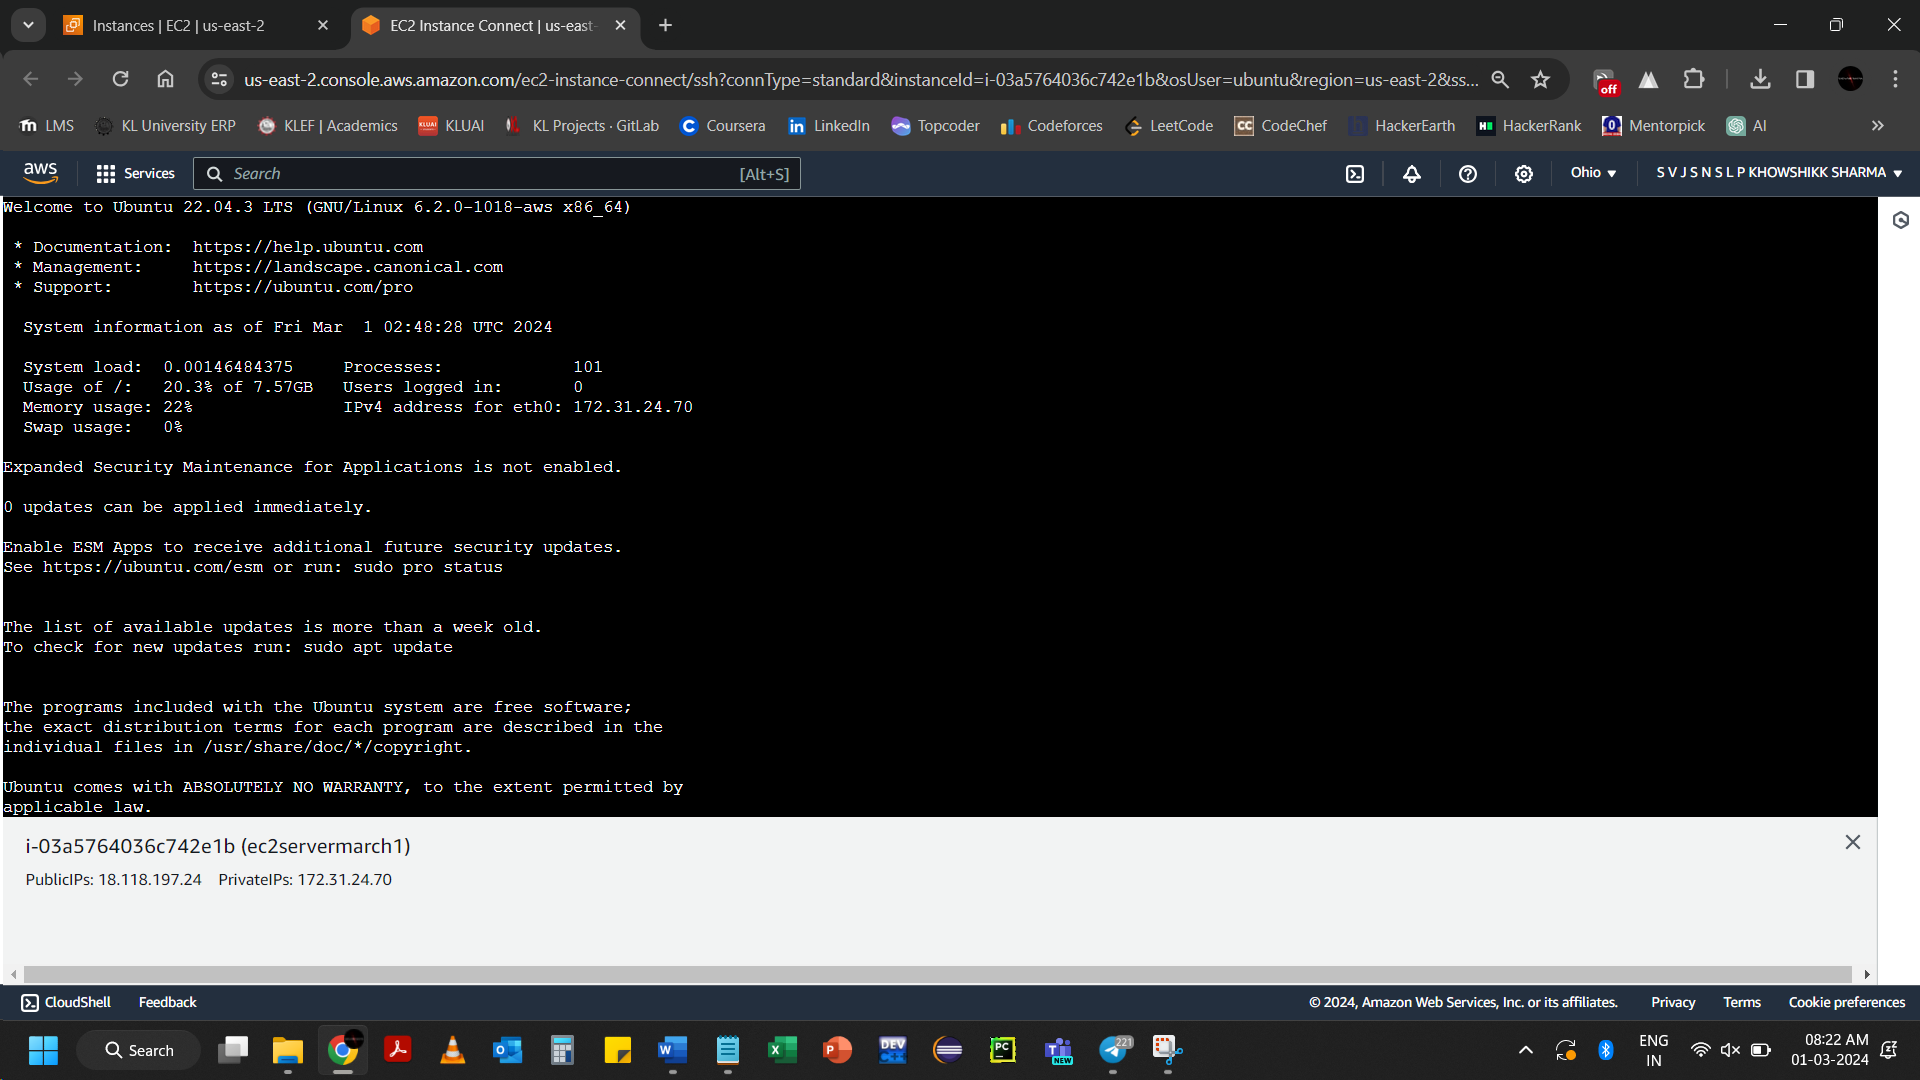 Instances | EC2 | us-east-2
EC2 Instance Connect | us-east-
us-east-2.console.aws.amazon.com/ec2-instance-connect/ssh?connType=standard&instanceId=i-03a5764036c742e1b&osUser=ubuntu&region=us-east-2&ss...
off
LMS
KL University ERP
KLEF | Academics
KLUAI
KLUAI
KL Projects · GitLab
Coursera
LinkedIn
Topcoder
Codeforces
LeetCode
CodeChef
HackerEarth
HackerRank
Mentorpick
AI
aws
Services
Search
[Alt+S]
Ohio
S V J S N S L P KHOWSHIKK SHARMA
Welcome to Ubuntu 22.04.3 LTS (GNU/Linux 6.2.0-1018-aws x86_64)
* Documentation:  https://help.ubuntu.com
* Management:     https://landscape.canonical.com
* Support:        https://ubuntu.com/pro
System information as of Fri Mar  1 02:48:28 UTC 2024
System load:  0.00146484375     Processes:             101
Usage of /:   20.3% of 7.57GB   Users logged in:       0
Memory usage: 22%               IPv4 address for eth0: 172.31.24.70
Swap usage:   0%
Expanded Security Maintenance for Applications is not enabled.
0 updates can be applied immediately.
Enable ESM Apps to receive additional future security updates.
See https://ubuntu.com/esm or run: sudo pro status
The list of available updates is more than a week old.
To check for new updates run: sudo apt update
The programs included with the Ubuntu system are free software;
the exact distribution terms for each program are described in the
individual files in /usr/share/doc/*/copyright.
Ubuntu comes with ABSOLUTELY NO WARRANTY, to the extent permitted by
applicable law.
i-03a5764036c742e1b (ec2servermarch1)
PublicIPs: 18.118.197.24    PrivateIPs: 172.31.24.70
CloudShell
Feedback
© 2024, Amazon Web Services, Inc. or its affiliates.
Privacy
Terms
Cookie preferences
Search
DEV
PC
NEW
221
ENG
IN
08:22 AM
01-03-2024